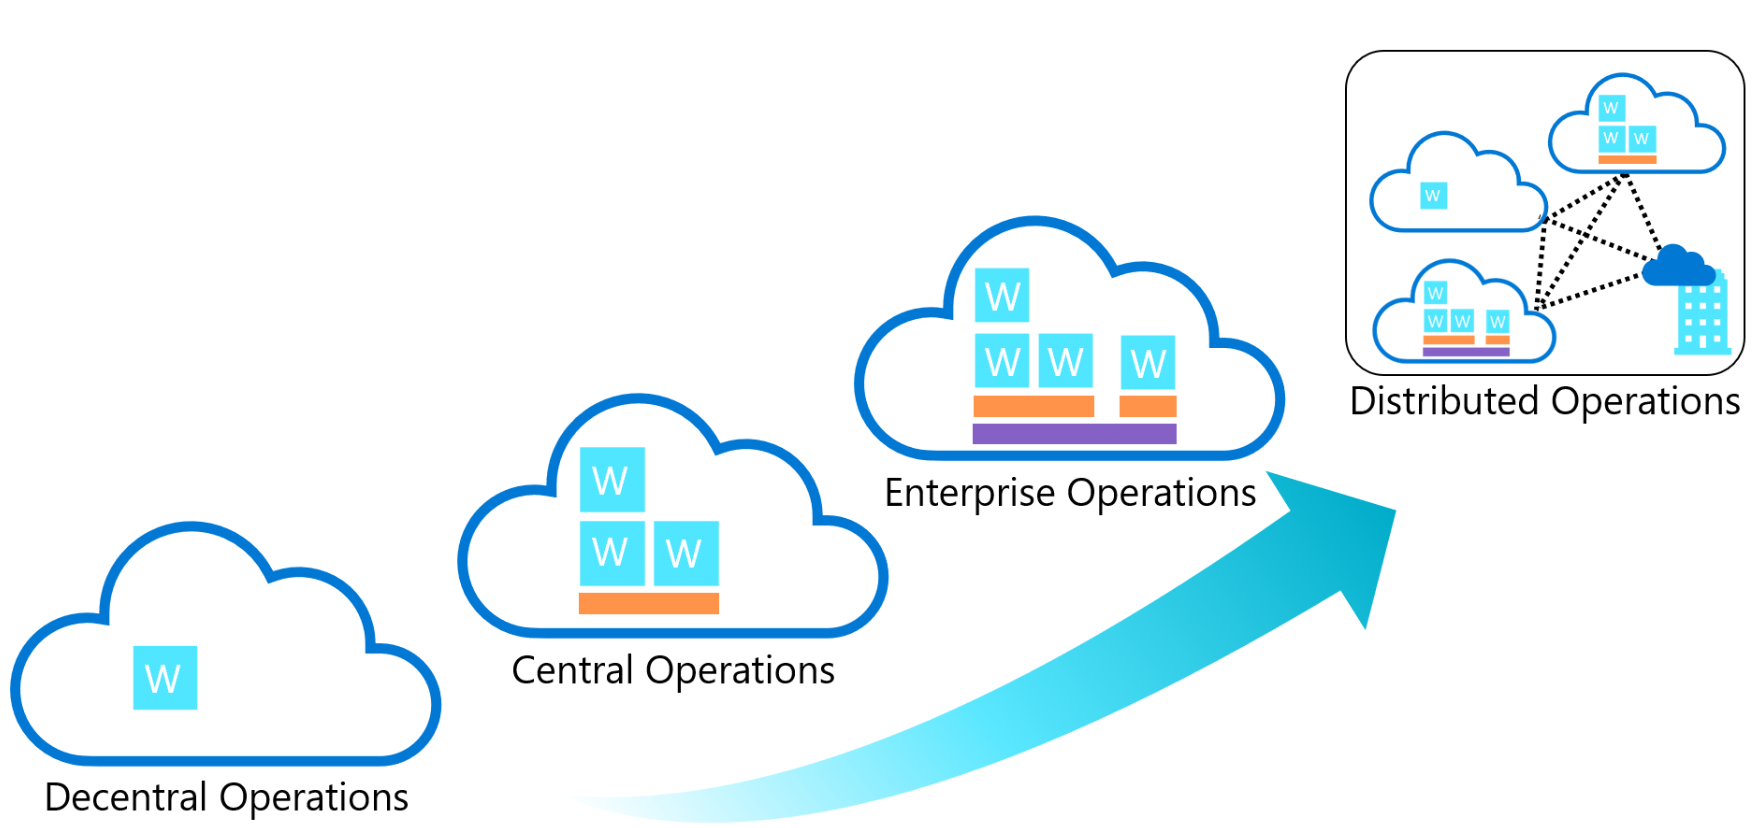 W
W W
W
W W
Distributed Operations
W
W
W W W
W
W W W
Enterprise Operations
W
W W
Central Operations
W
Decentral Operations